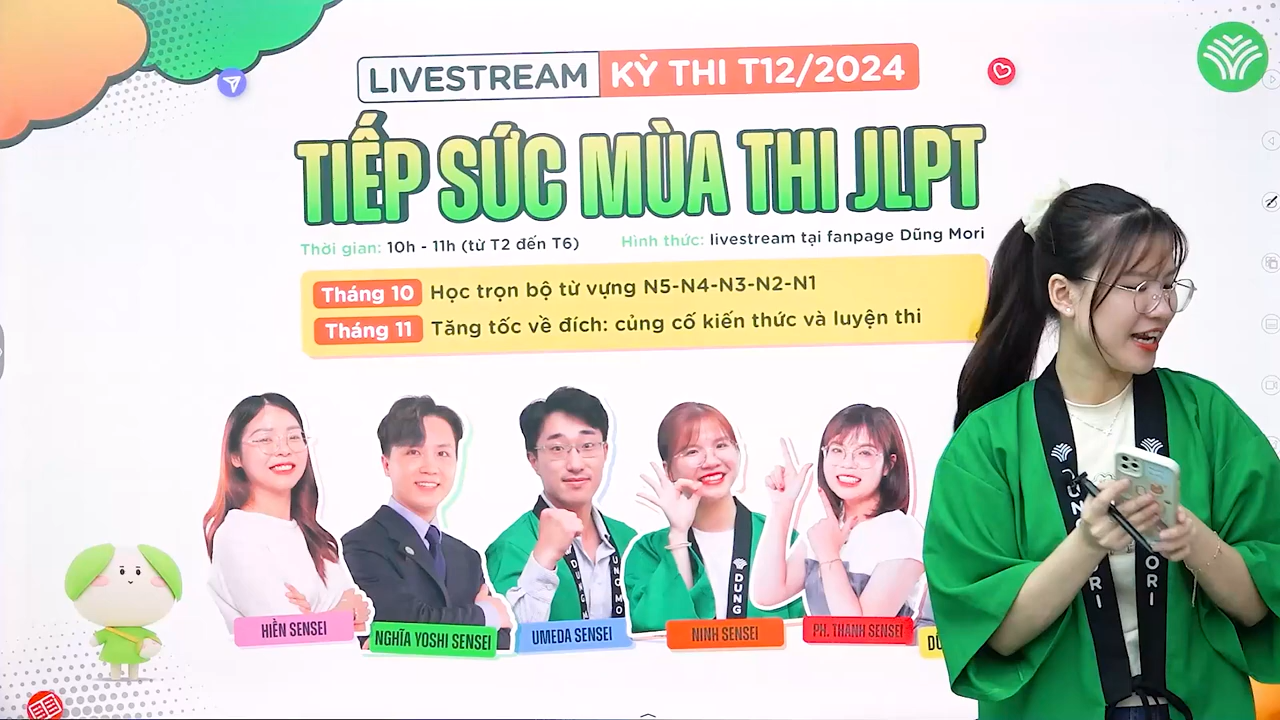 LIVESTREAM KỲ THI T12/2024
TIẾP SỨC MÙA THI JLPT
Thời gian: 10h - 11h (từ T2 đến T6) Hình thức: livestream tại fanpage Dũng Mori
Tháng 10 Học trọn bộ từ vựng N5-N4-N3-N2-N1
Tháng 11 Tăng tốc về đích: củng cố kiến thức và luyện thi
HIỀN SENSEI
NGHĨA YOSHI SENSEI
UMEDA SENSEI
NINH SENSEI
PH. THANH SENSEI
DUNG
ORI